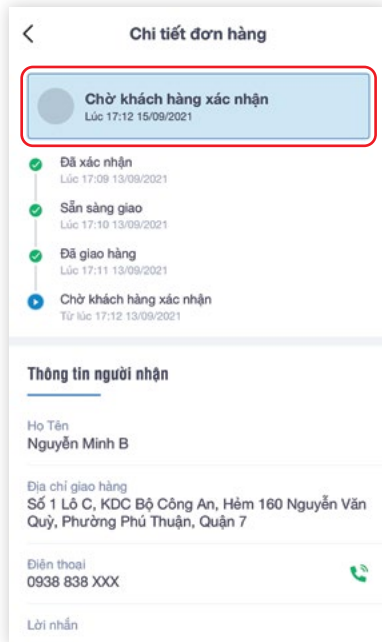 Chi tiết đơn hàng
Chờ khách hàng xác nhận
Lúc 17:12 15/09/2021
Đã xác nhận
Lúc 17:09 13/09/2021
Sẵn sàng giao
Lúc 17:10 13/09/2021
Đã giao hàng
Lúc 17:11 13/09/2021
Chờ khách hàng xác nhận
Từ lúc 17:12 13/09/2021
Thông tin người nhận
Họ Tên
Nguyễn Minh B
Địa chỉ giao hàng
Số 1 Lô C, KDC Bộ Công An, Hẻm 160 Nguyễn Văn
Quỳ, Phường Phú Thuận, Quận 7
Điện thoại
0938 838 XXX
Lời nhắn